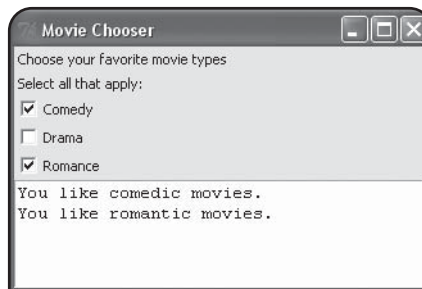 Movie Chooser
Choose your favorite movie types
Select all that apply:
Comedy
Drama
Romance
You like comedic movies.
You like romantic movies.